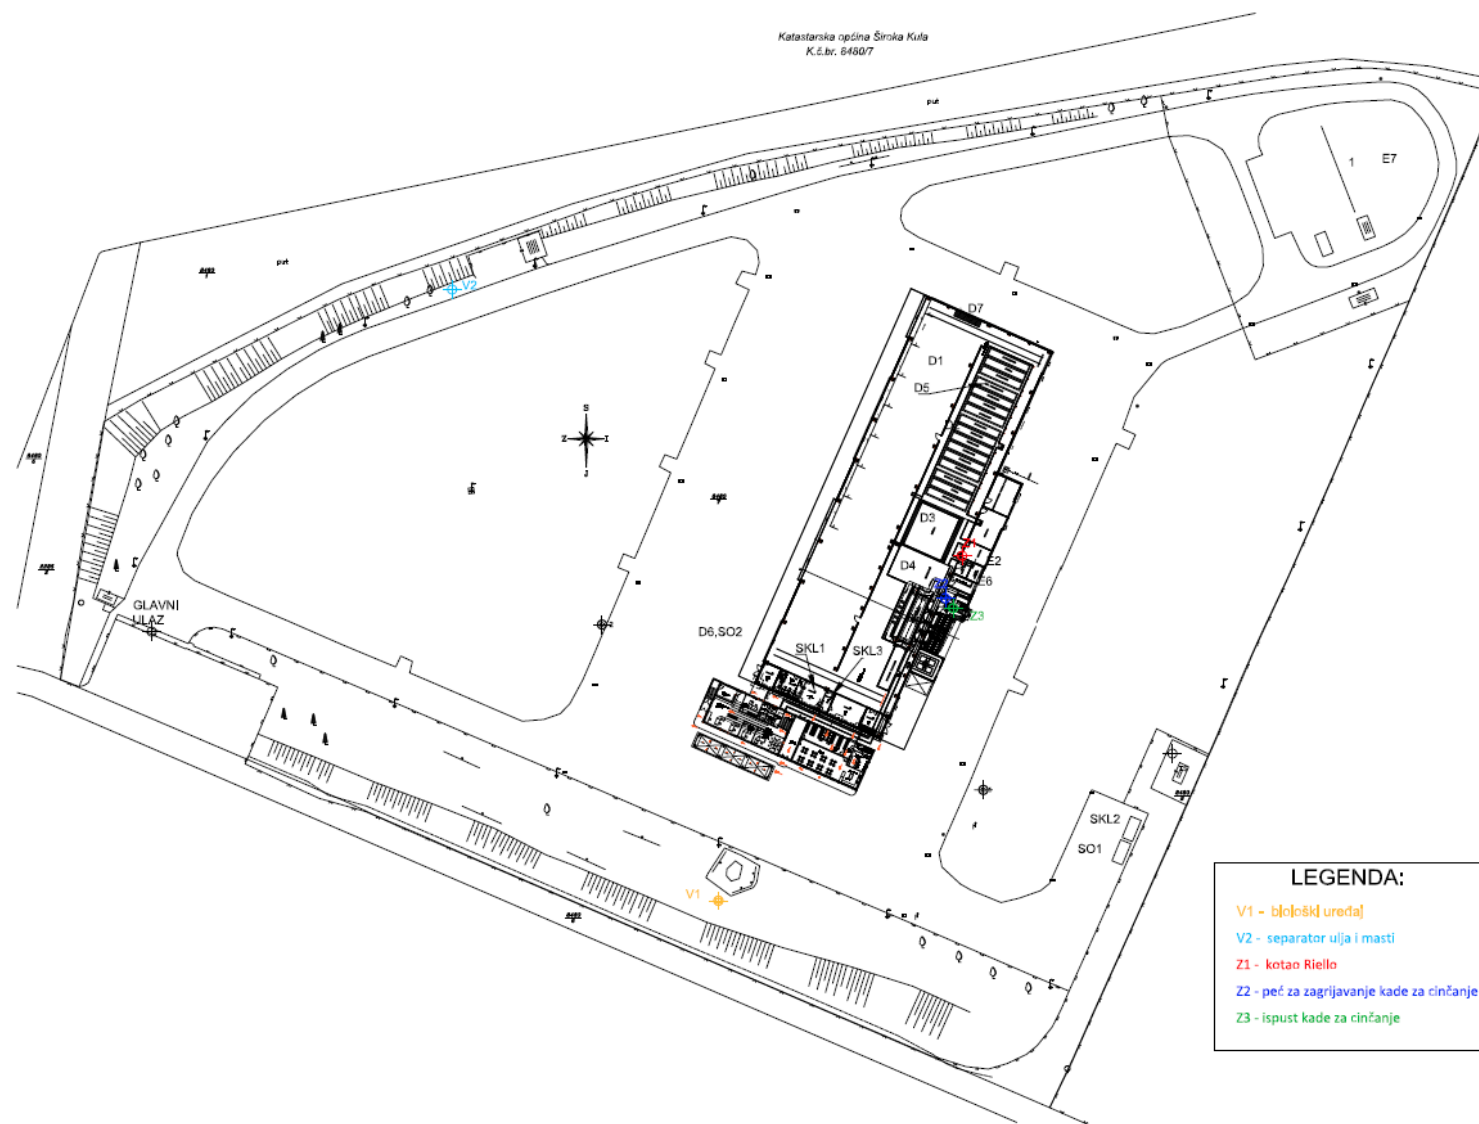 Katastarska općina Široka Kula
K.č.br. 6480/7
put
1
E7
put
V2
D7
D1
D5
S
Z
I
J
D3
Z1
E2
D4
E6
Z3
GLAVNI
ULAZ
D6,SO2
SKL1
SKL3
SKL2
SO1
V1
LEGENDA:
V1 - biološki uređaj
V2 - separator ulja i masti
Z1 - kotao Riello
Z2 - peć za zagrijavanje kade za cinčanje
Z3 - ispust kade za cinčanje